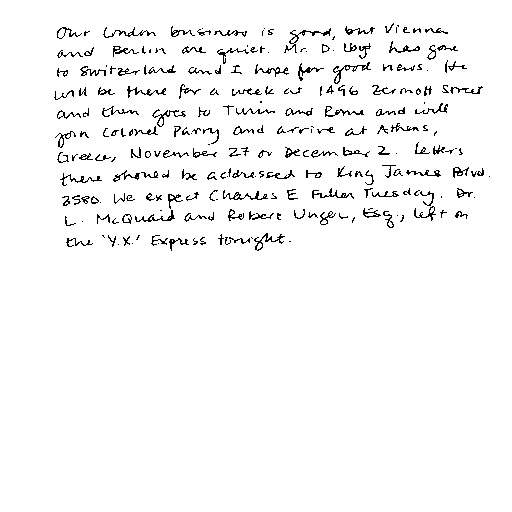 Our London business is good, but Vienna
and Berlin are quiet. Mr. D. Lloyd has gone
to Switzerland and I hope for good news. He
will be there for a week at 1496 Zermott Street
and then goes to Turin and Rome and will
join Colonel Parry and arrive at Athens,
Greece, November 27 or December 2. Letters
there should be addressed to King James Blvd.
3580. We expect Charles E Fuller Tuesday. Dr.
L. McQuaid and Robert Unger, Esq., left on
the 'Y.X.' Express tonight.